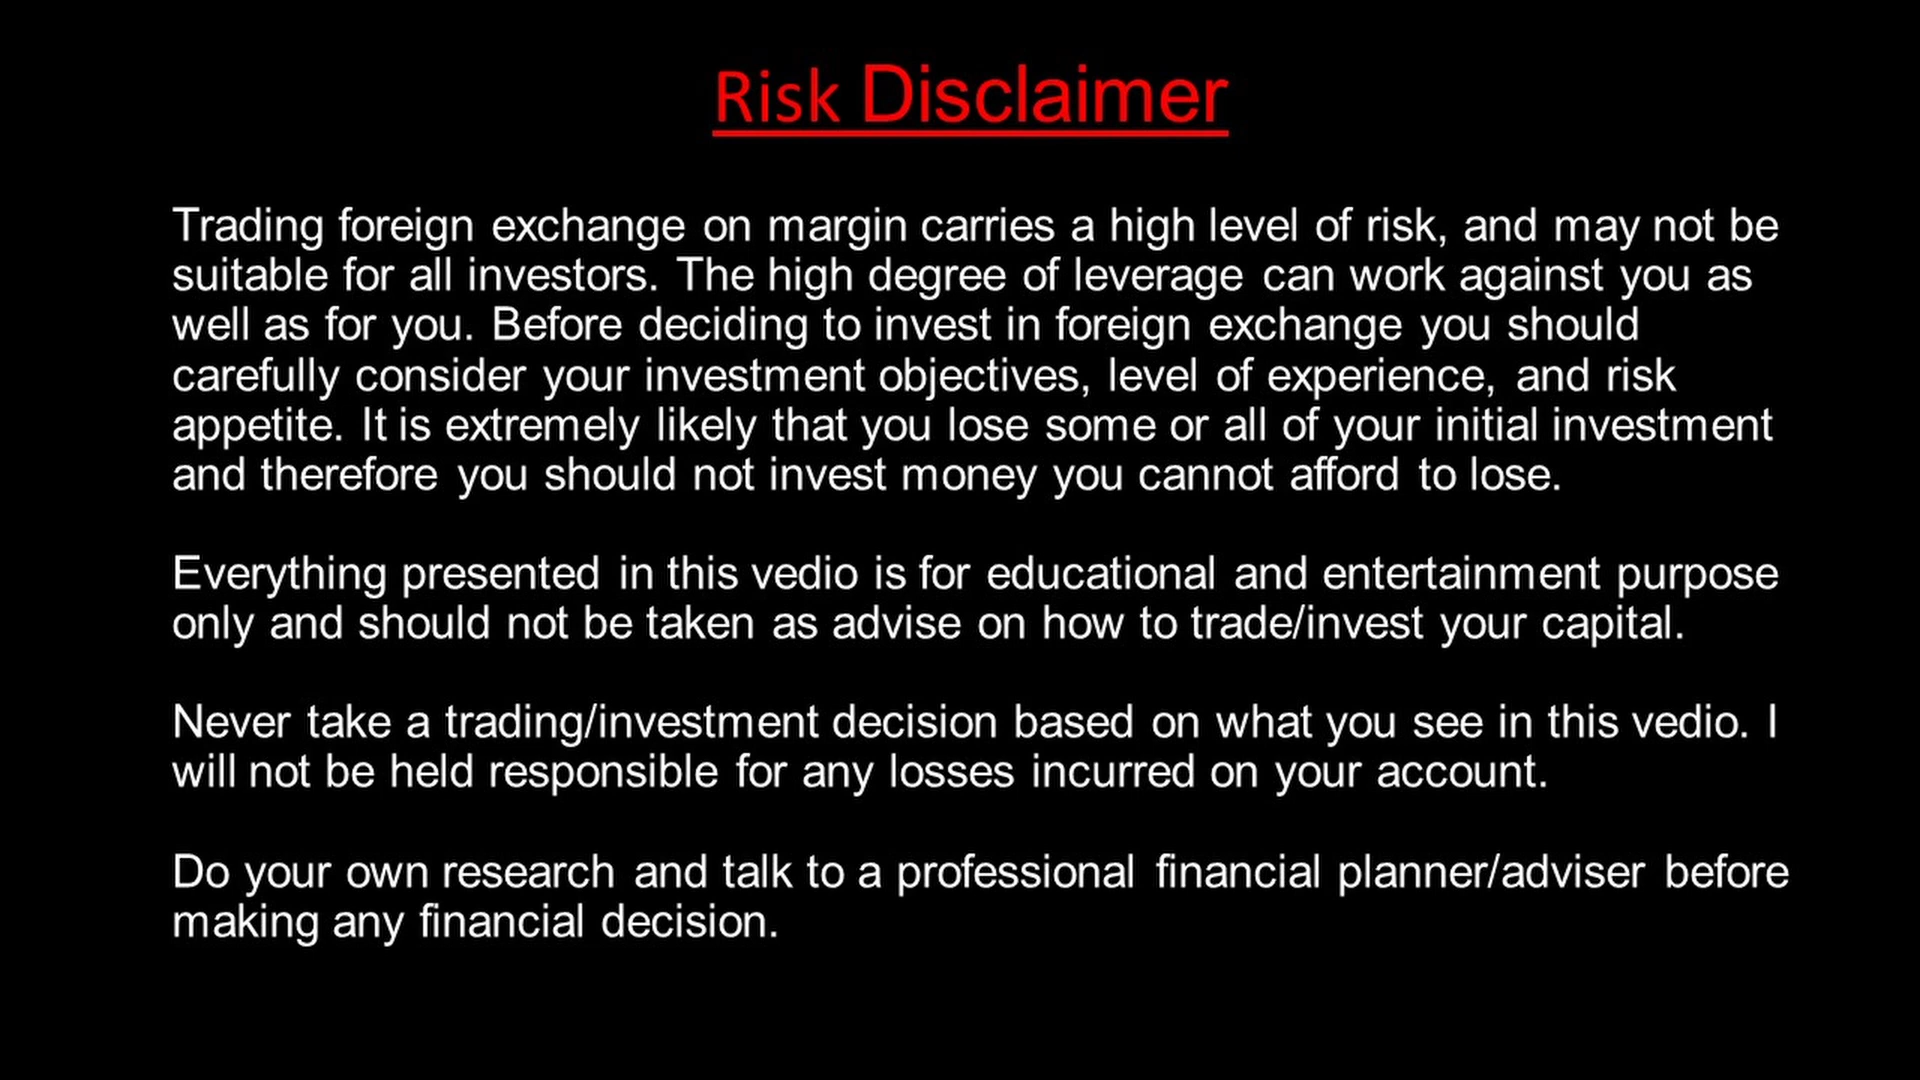 Risk Disclaimer
Trading foreign exchange on margin carries a high level of risk, and may not be
suitable for all investors. The high degree of leverage can work against you as
well as for you. Before deciding to invest in foreign exchange you should
carefully consider your investment objectives, level of experience, and risk
appetite. It is extremely likely that you lose some or all of your initial investment
and therefore you should not invest money you cannot afford to lose.
Everything presented in this vedio is for educational and entertainment purpose
only and should not be taken as advise on how to trade/invest your capital.
Never take a trading/investment decision based on what you see in this vedio. I
will not be held responsible for any losses incurred on your account.
Do your own research and talk to a professional financial planner/adviser before
making any financial decision.